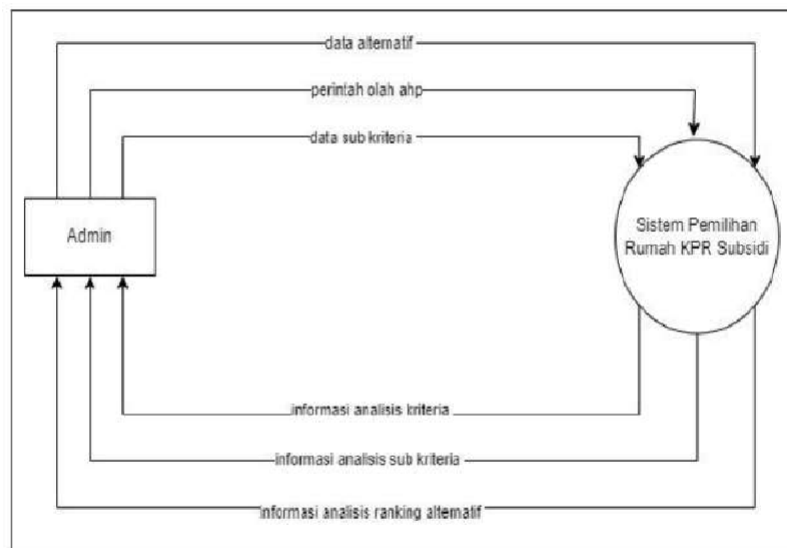 data alternatif
perintah olah ahp
data sub kriteria
Admin
Sistem Pemilihan
Rumah KPR Subsidi
informasi analisis kriteria
informasi analisis sub kriteria
Informasi analisis ranking alternatif